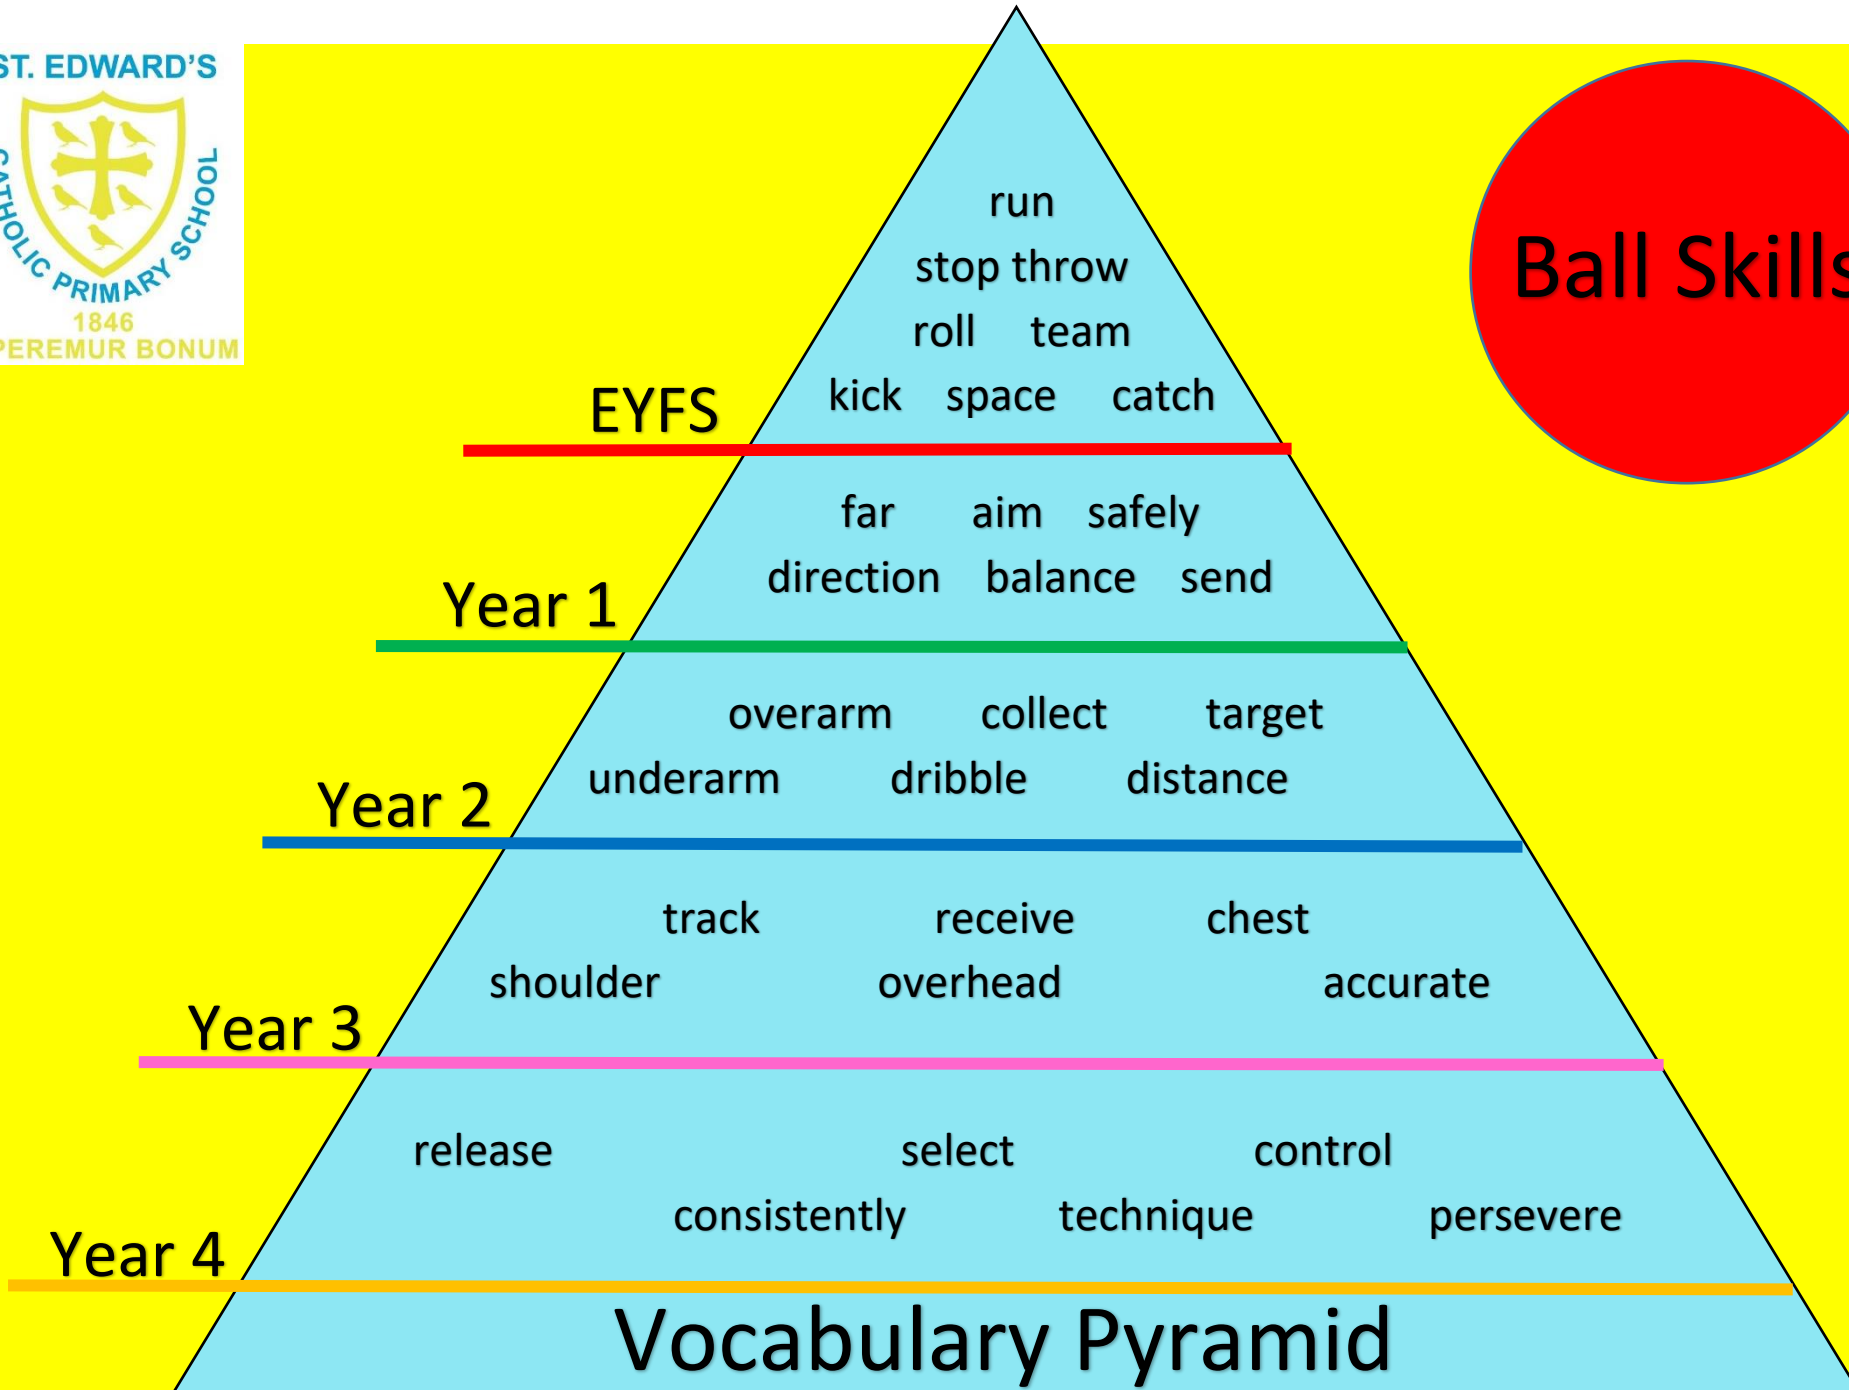 ST. EDWARD'S
CATHOLIC PRIMARY SCHOOL
1846
PEREMUR BONUM
Ball Skills
run
stop throw
roll team
kick space catch
EYFS
far aim safely
direction balance send
Year 1
overarm collect target
underarm dribble distance
Year 2
track receive chest
shoulder overhead accurate
Year 3
release select control
consistently technique persevere
Year 4
Vocabulary Pyramid